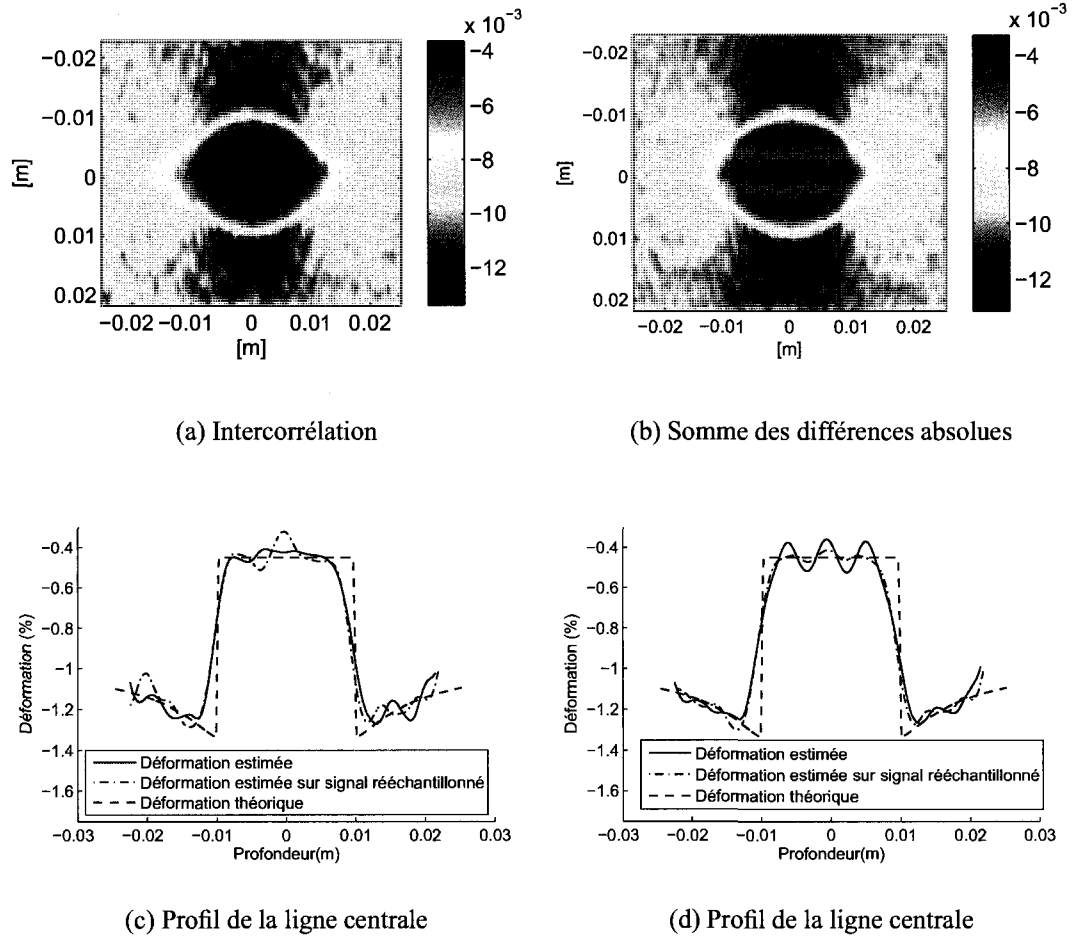 x 10−3
−0.02
−0.01
0
0.01
0.02
[m]
−0.02 −0.01 0 0.01 0.02
[m]
−4
−6
−8
−10
−12
x 10−3
−0.02
−0.01
0
0.01
0.02
[m]
−0.02 −0.01 0 0.01 0.02
[m]
−4
−6
−8
−10
−12
(a) Intercorrélation
(b) Somme des différences absolues
−0.4
−0.6
−0.8
−1
−1.2
−1.4
−1.6
Déformation (%)
Déformation estimée
Déformation estimée sur signal rééchantillonné
Déformation théorique
−0.03 −0.02 −0.01 0 0.01 0.02 0.03
Profondeur(m)
−0.4
−0.6
−0.8
−1
−1.2
−1.4
−1.6
Déformation (%)
Déformation estimée
Déformation estimée sur signal rééchantillonné
Déformation théorique
−0.03 −0.02 −0.01 0 0.01 0.02 0.03
Profondeur(m)
(c) Profil de la ligne centrale
(d) Profil de la ligne centrale